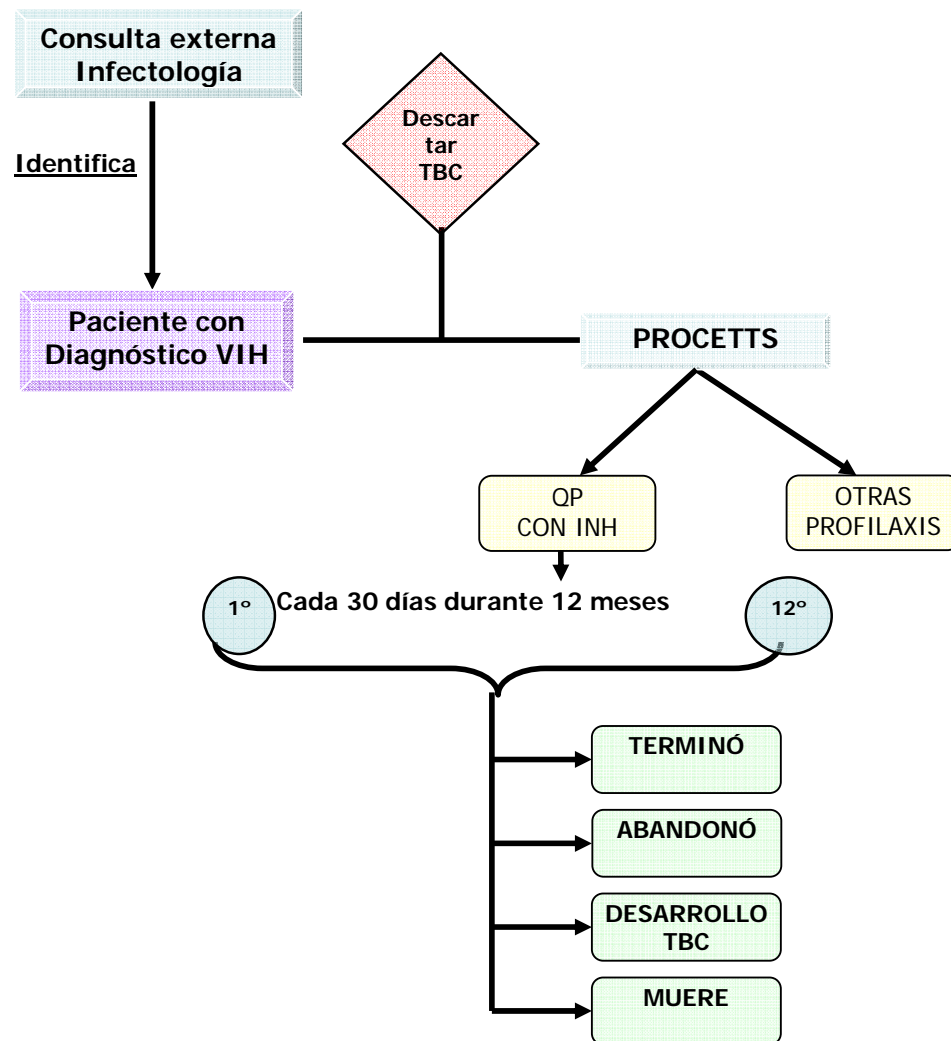 Consulta externa
Infectología
Descar
tar
TBC
Identifica
Paciente con
Diagnóstico VIH
PROCETTS
QP
CON INH
OTRAS
PROFILAXIS
1º
Cada 30 días durante 12 meses
12º
TERMINÓ
ABANDONÓ
DESARROLLO
TBC
MUERE